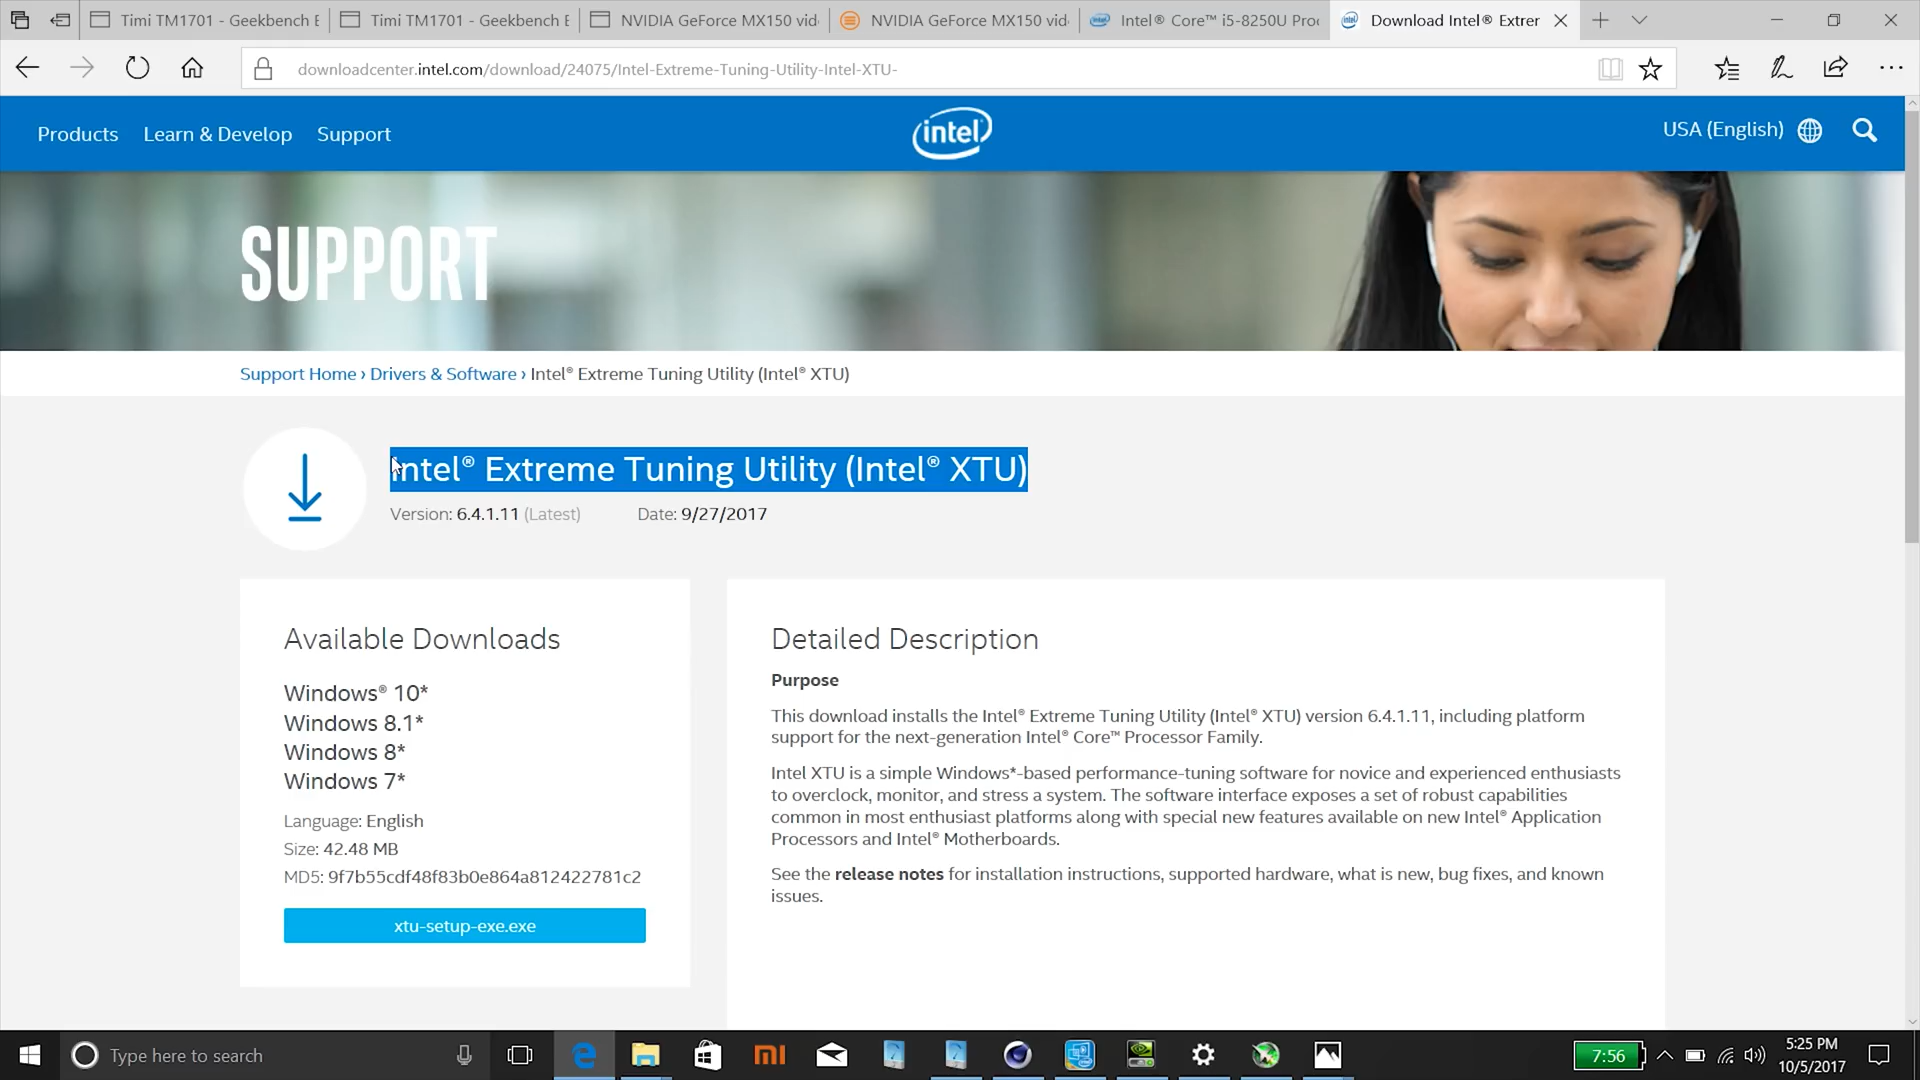 Timi TM1701 - Geekbench
Timi TM1701 - Geekbench
NVIDIA GeForce MX150 vid
NVIDIA GeForce MX150 vid
Intel® Core™ i5-8250U Proc
Download Intel® Extrer
downloadcenter.intel.com/download/24075/Intel-Extreme-Tuning-Utility-Intel-XTU-
Products
Learn & Develop
Support
intel
USA (English)
SUPPORT
Support Home › Drivers & Software › Intel® Extreme Tuning Utility (Intel® XTU)
Intel® Extreme Tuning Utility (Intel® XTU)
Version: 6.4.1.11 (Latest)
Date: 9/27/2017
Available Downloads
Windows® 10*
Windows 8.1*
Windows 8*
Windows 7*
Language: English
Size: 42.48 MB
MD5: 9f7b55cdf48f83b0e864a812422781c2
xtu-setup-exe.exe
Detailed Description
Purpose
This download installs the Intel® Extreme Tuning Utility (Intel® XTU) version 6.4.1.11, including platform
support for the next-generation Intel® Core™ Processor Family.
Intel XTU is a simple Windows*-based performance-tuning software for novice and experienced enthusiasts
to overclock, monitor, and stress a system. The software interface exposes a set of robust capabilities
common in most enthusiast platforms along with special new features available on new Intel® Application
Processors and Intel® Motherboards.
See the release notes for installation instructions, supported hardware, what is new, bug fixes, and known
issues.
Type here to search
mi
7:56
5:25 PM
10/5/2017